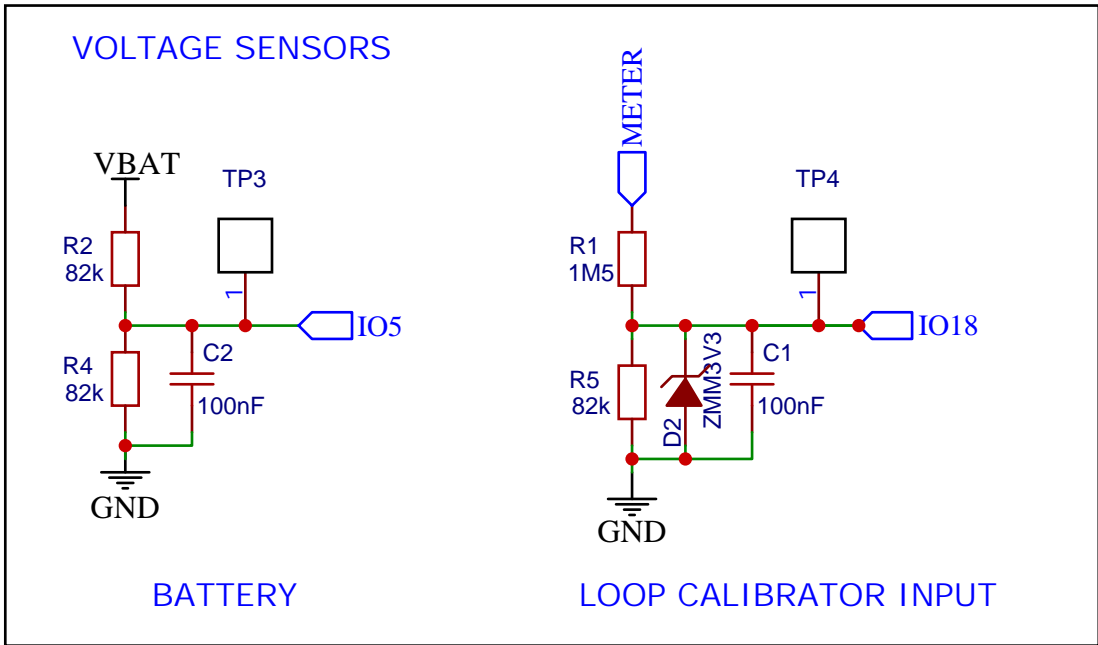 VOLTAGE SENSORS
VBAT
TP3
R2
82k
1
IO5
R4
82k
C2
100nF
GND
BATTERY
METER
TP4
R1
1M5
1
IO18
R5
82k
D2
ZMM3V3
C1
100nF
GND
LOOP CALIBRATOR INPUT